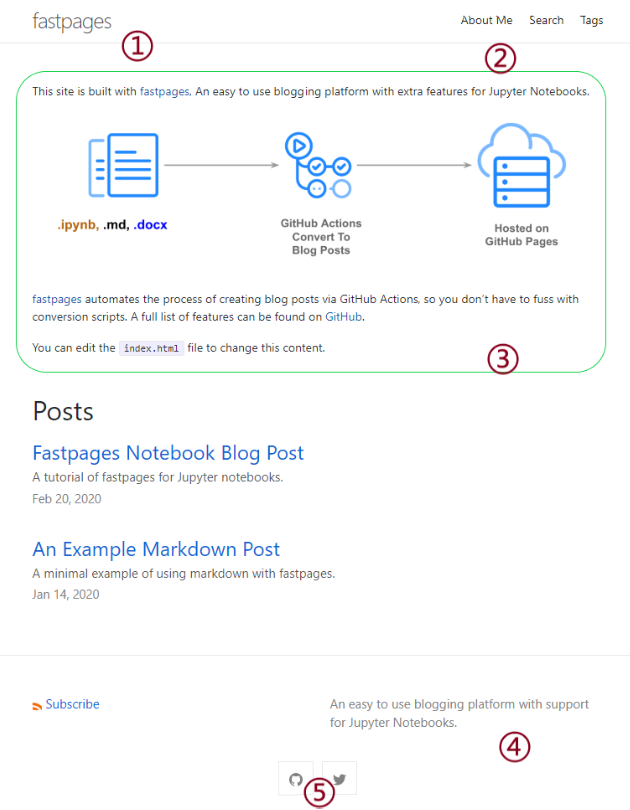 fastpages
About Me Search Tags
①
②
This site is built with fastpages. An easy to use blogging platform with extra features for Jupyter Notebooks.
.ipynb, .md, .docx
GitHub Actions
Convert To
Blog Posts
Hosted on
GitHub Pages
fastpages automates the process of creating blog posts via GitHub Actions, so you don't have to fuss with
conversion scripts. A full list of features can be found on GitHub.
You can edit the index.html file to change this content.
③
Posts
Fastpages Notebook Blog Post
A tutorial of fastpages for Jupyter notebooks.
Feb 20, 2020
An Example Markdown Post
A minimal example of using markdown with fastpages.
Jan 14, 2020
Subscribe
An easy to use blogging platform with support
for Jupyter Notebooks.
④
⑤